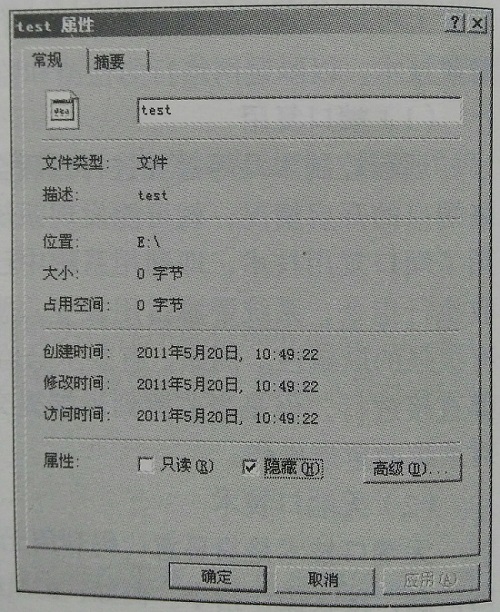 test 属性
常规 摘要
test
文件类型: 文件
描述: test
位置: E:\
大小: 0 字节
占用空间: 0 字节
创建时间: 2011年5月20日, 10:49:22
修改时间: 2011年5月20日, 10:49:22
访问时间: 2011年5月20日, 10:49:22
属性: 只读(R) 隐藏(H) 高级(D)...
确定 取消 应用(A)